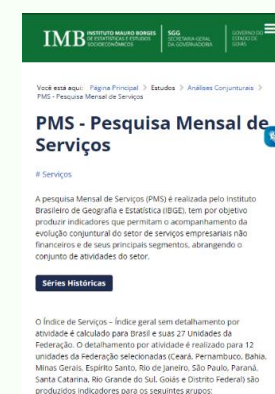 IMB INSTITUTO MAURO BORGES
DE ESTATÍSTICAS E ESTUDOS
SOCIOECONÔMICOS
SGG
SECRETARIA-GERAL
DA GOVERNADORIA
GOVERNO DO
ESTADO DE
GOIÁS
Você está aqui: Página Principal > Estudos > Análises Conjunturais >
PMS - Pesquisa Mensal de Serviços
PMS - Pesquisa Mensal de
Serviços
# Serviços
A pesquisa Mensal de Serviços (PMS) é realizada pelo Instituto
Brasileiro de Geografia e Estatística (IBGE), tem por objetivo
produzir indicadores que permitam o acompanhamento da
evolução conjuntural do setor de serviços empresariais não
financeiros e de seus principais segmentos, abrangendo o
conjunto de atividades do setor.
Séries Históricas
O Índice de Serviços – Índice geral sem detalhamento por
atividade é calculado para Brasil e suas 27 Unidades da
Federação. O detalhamento por atividade é realizado para 12
unidades da Federação selecionadas (Ceará, Pernambuco, Bahia,
Minas Gerais, Espírito Santo, Rio de Janeiro, São Paulo, Paraná,
Santa Catarina, Rio Grande do Sul, Goiás e Distrito Federal) são
produzidos indicadores para os seguintes grupos: